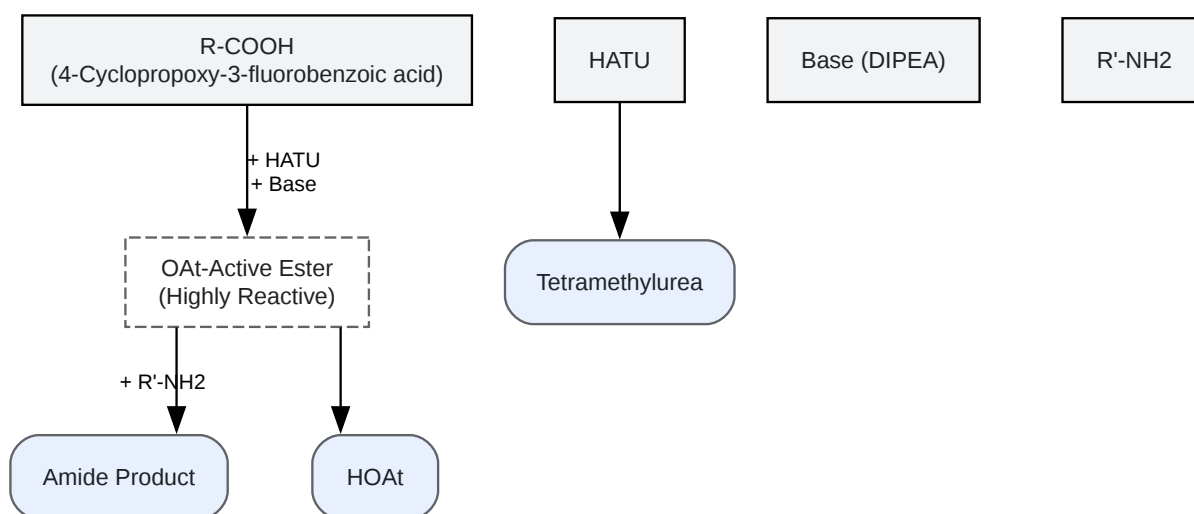 R-COOH
(4-Cyclopropoxy-3-fluorobenzoic acid)
HATU
Base (DIPEA)
R'-NH2
+ HATU
+ Base
OAt-Active Ester
(Highly Reactive)
Tetramethylurea
+ R'-NH2
Amide Product
HOAt